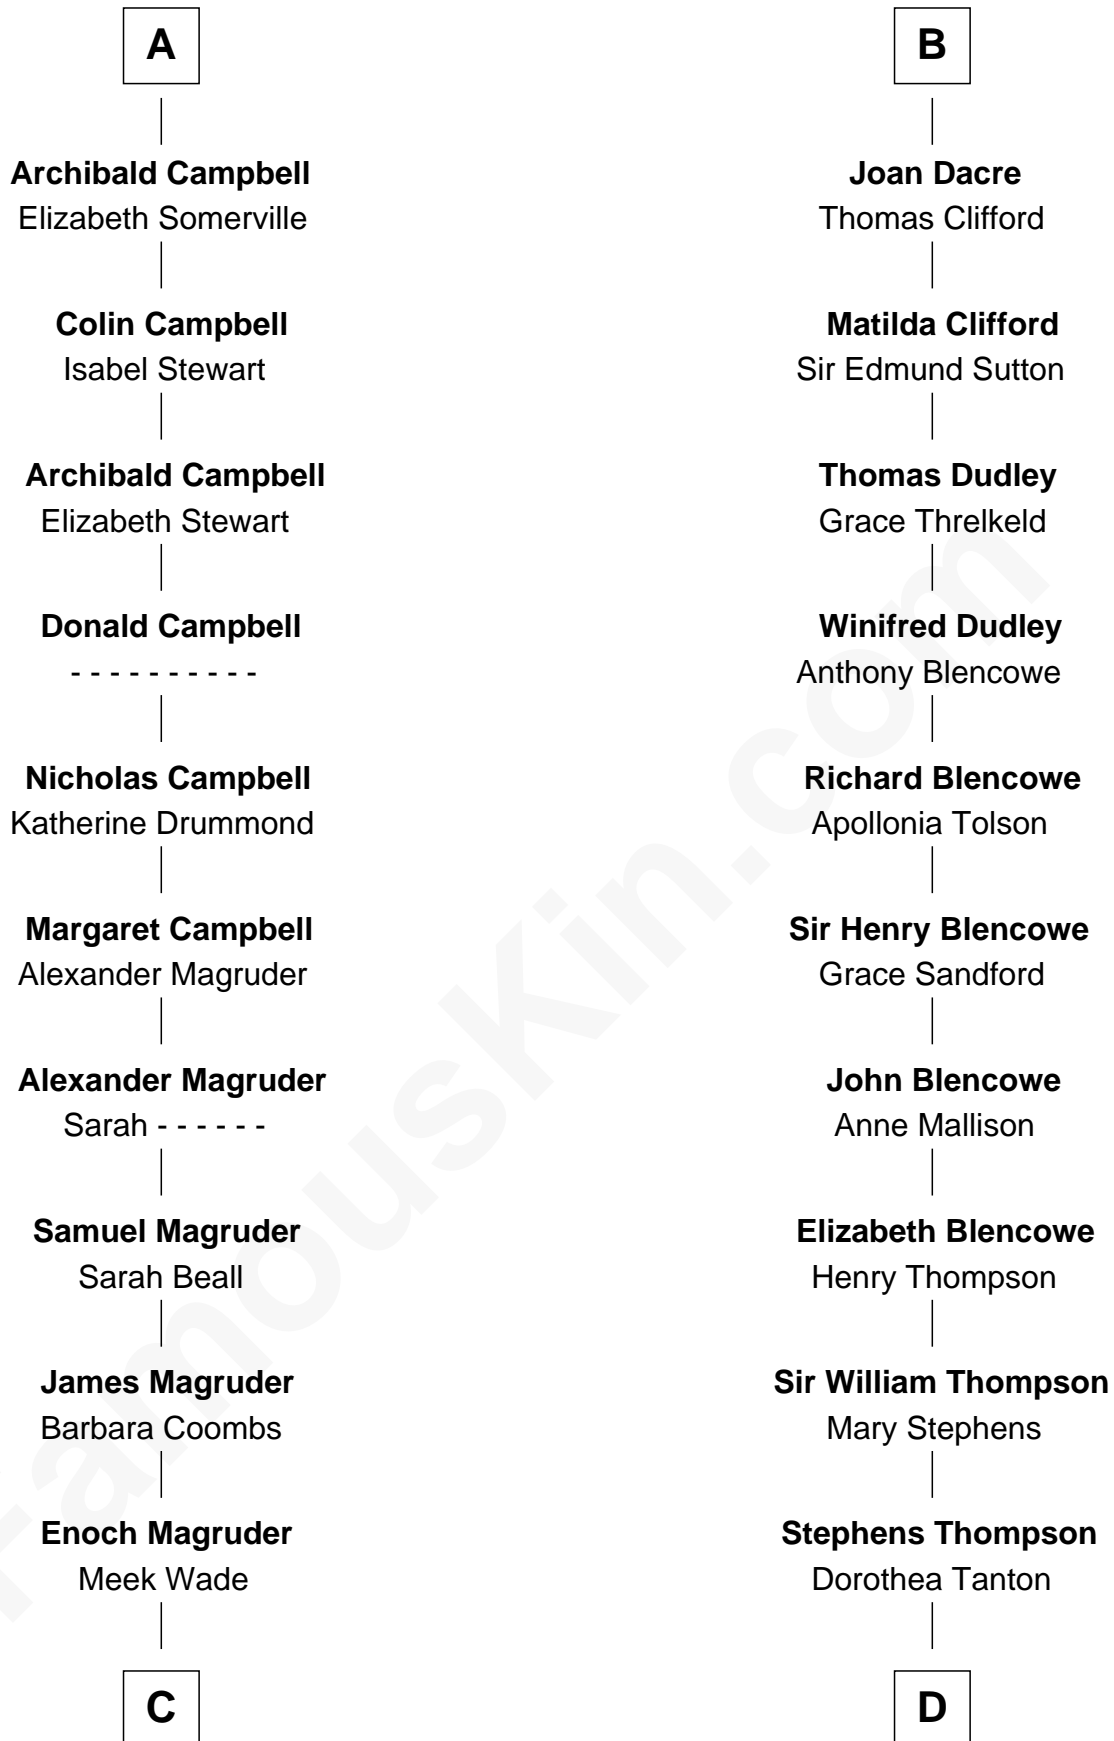 A
Archibald Campbell
Elizabeth Somerville
Colin Campbell
Isabel Stewart
Archibald Campbell
Elizabeth Stewart
Donald Campbell
- - - - - - - - - -
Nicholas Campbell
Katherine Drummond
Margaret Campbell
Alexander Magruder
Alexander Magruder
Sarah - - - - - -
Samuel Magruder
Sarah Beall
James Magruder
Barbara Coombs
Enoch Magruder
Meek Wade
C
B
Joan Dacre
Thomas Clifford
Matilda Clifford
Sir Edmund Sutton
Thomas Dudley
Grace Threlkeld
Winifred Dudley
Anthony Blencowe
Richard Blencowe
Apollonia Tolson
Sir Henry Blencowe
Grace Sandford
John Blencowe
Anne Mallison
Elizabeth Blencowe
Henry Thompson
Sir William Thompson
Mary Stephens
Stephens Thompson
Dorothea Tanton
D
FamousKin.com